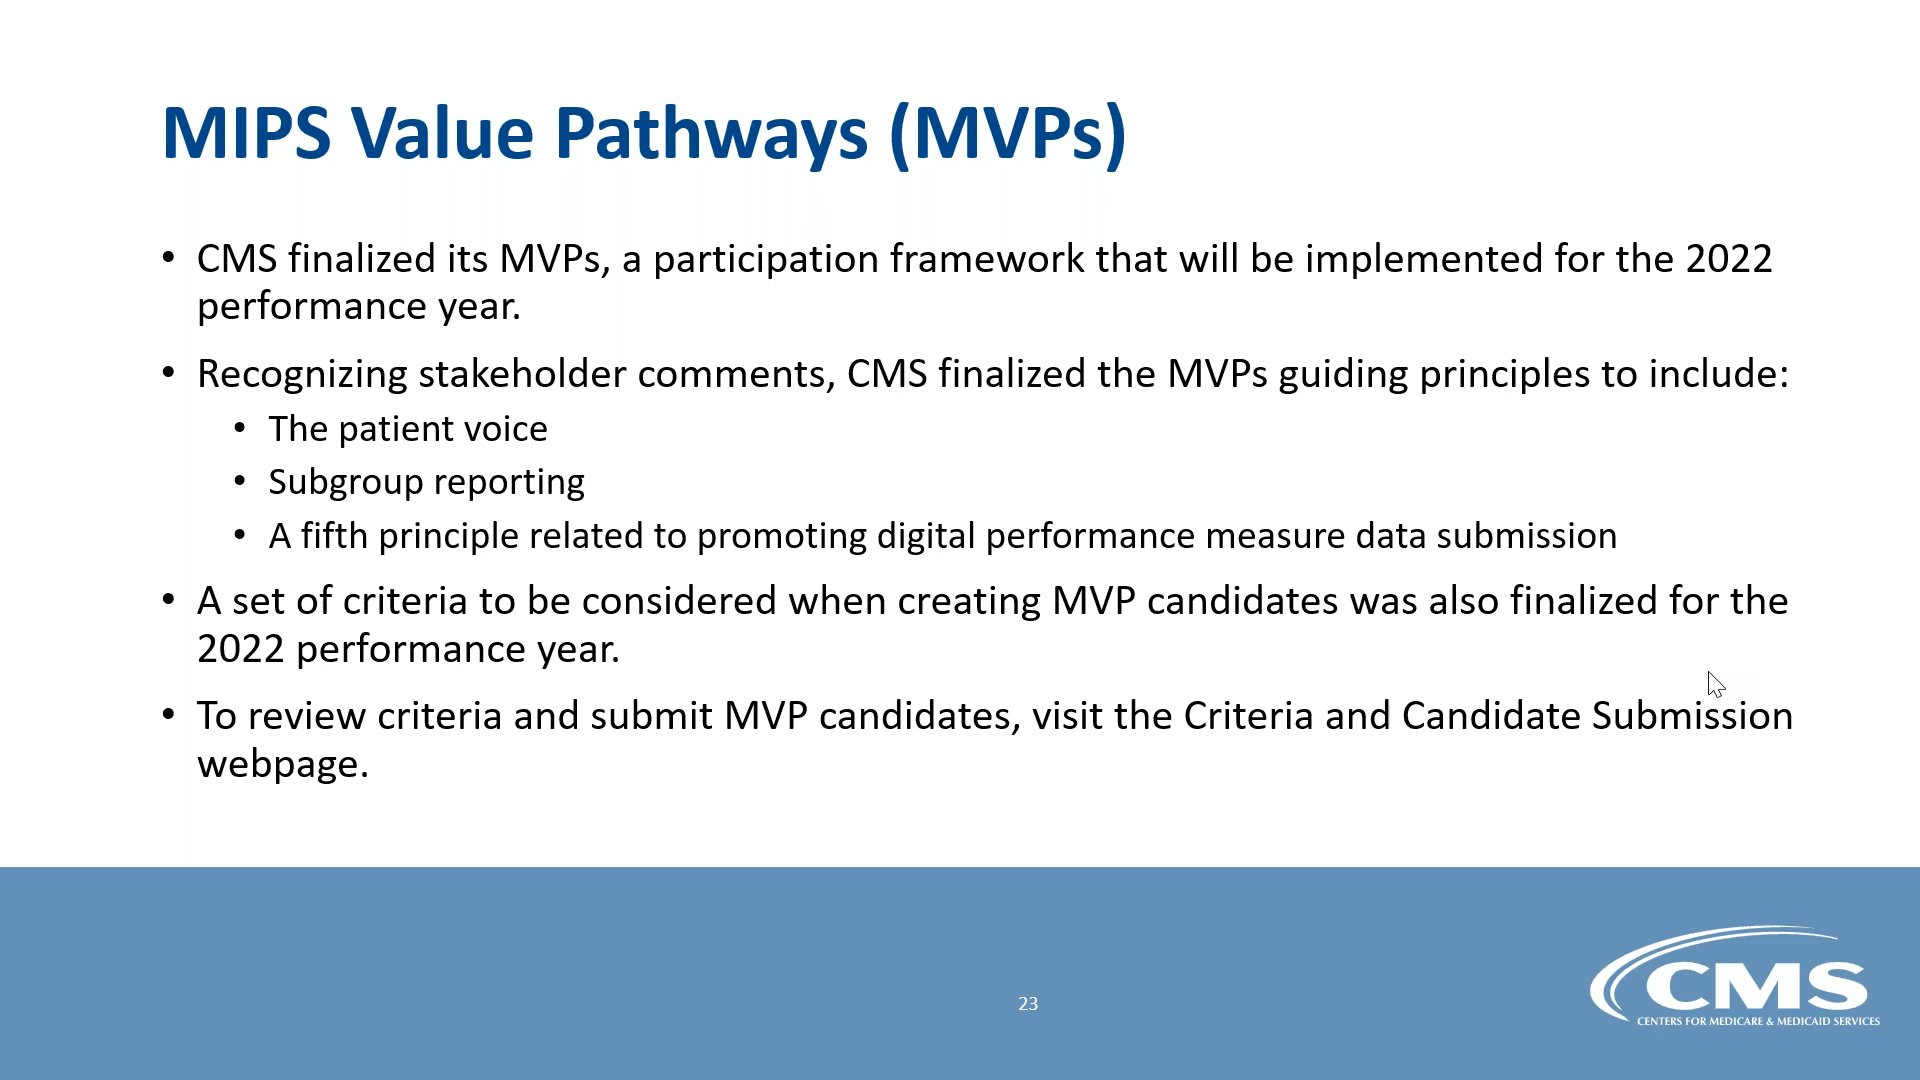 MIPS Value Pathways (MVPs)
• CMS finalized its MVPs, a participation framework that will be implemented for the 2022
performance year.
• Recognizing stakeholder comments, CMS finalized the MVPs guiding principles to include:
• The patient voice
• Subgroup reporting
• A fifth principle related to promoting digital performance measure data submission
• A set of criteria to be considered when creating MVP candidates was also finalized for the
2022 performance year.
• To review criteria and submit MVP candidates, visit the Criteria and Candidate Submission
webpage.
23
CMS
CENTERS FOR MEDICARE & MEDICAID SERVICES